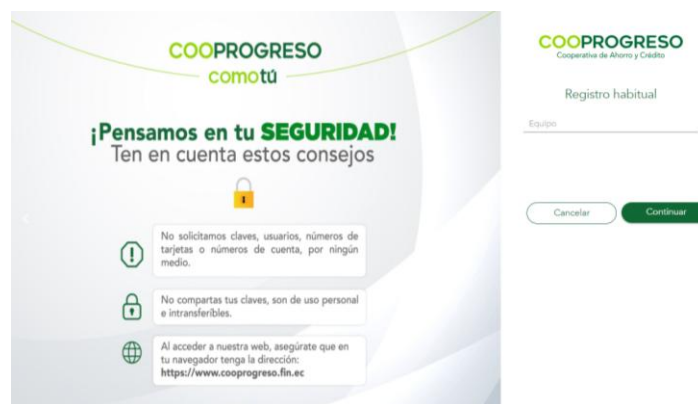 COOPROGRESO
comotú
¡Pensamos en tu SEGURIDAD!
Ten en cuenta estos consejos
No solicitamos claves, usuarios, números de
tarjetas o números de cuenta, por ningún
medio.
No compartas tus claves, son de uso personal
e intransferíbles.
Al acceder a nuestra web, asegúrate que en
tu navegador tenga la dirección:
https://www.cooprogreso.fin.ec
COOPROGRESO
Cooperativa de Ahorro y Crédito
Registro habitual
Equipo
Cancelar
Continuar